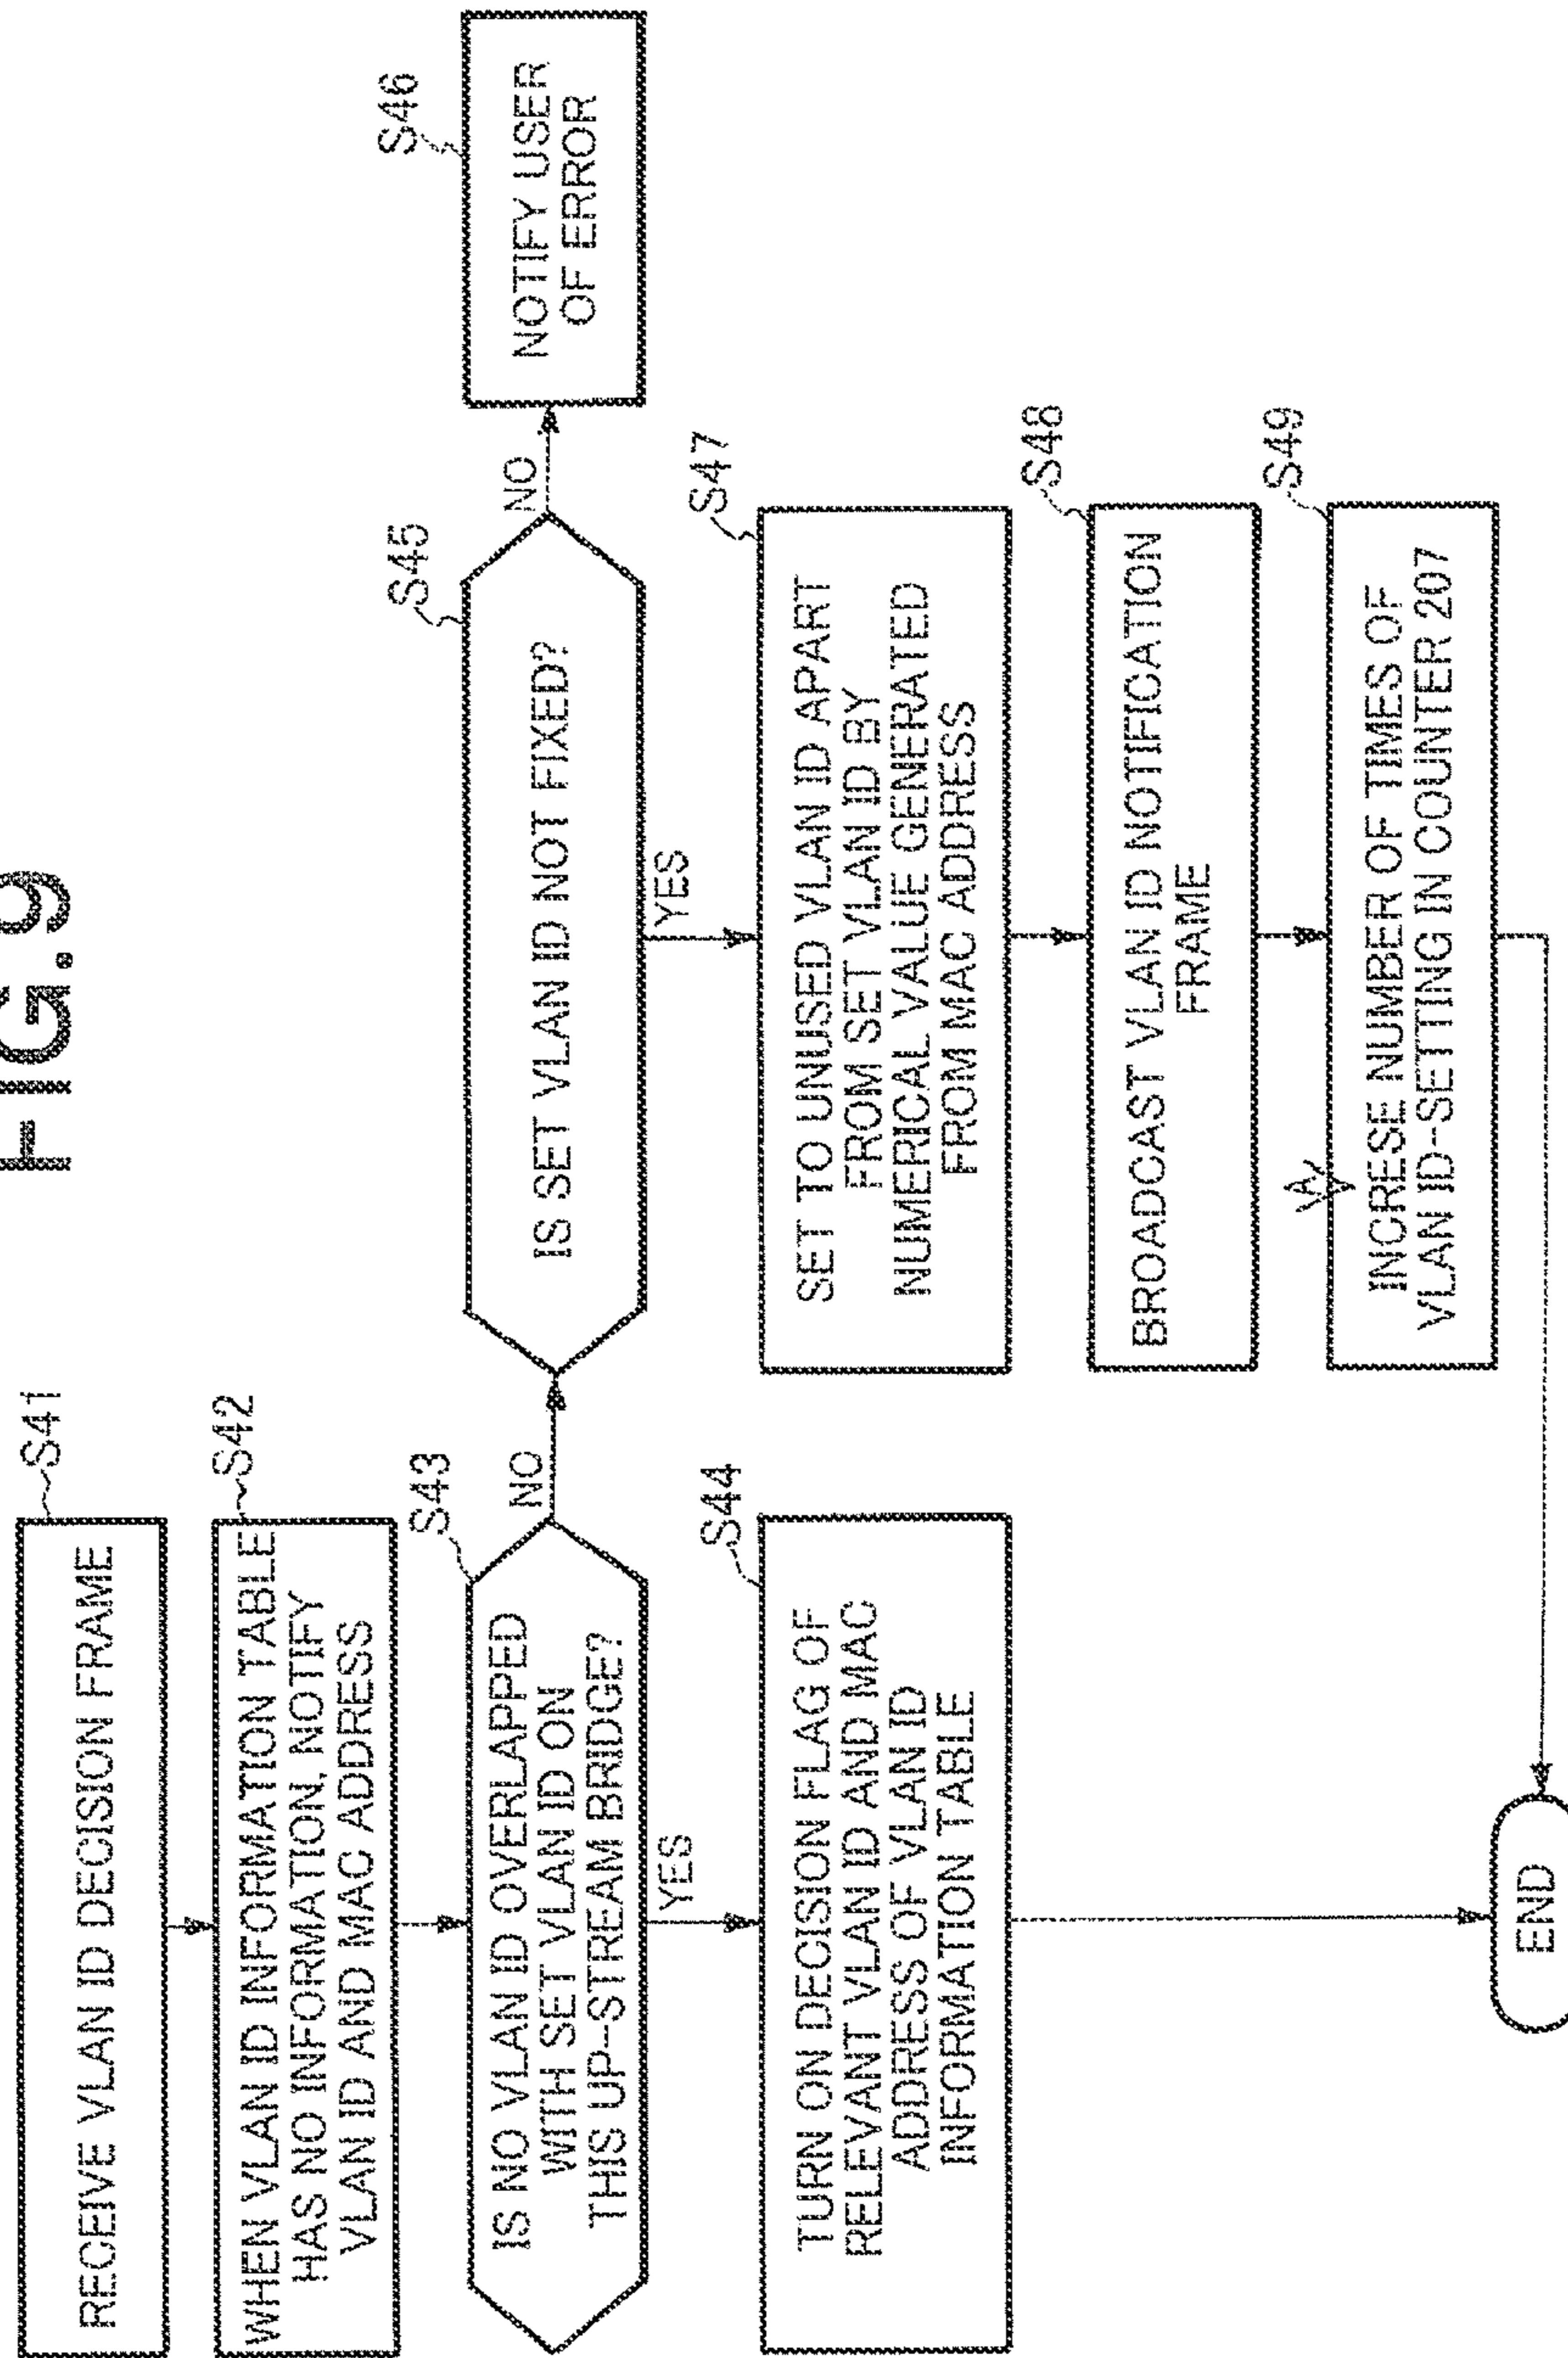 FIG.9
S41
RECEIVE VLAN ID DECISION FRAME
S42
WHEN VLAN ID INFORMATION TABLE
HAS NO INFORMATION, NOTIFY
VLAN ID AND MAC ADDRESS
S43
IS NO VLAN ID OVERLAPPED
WITH SET VLAN ID ON
THIS UP-STREAM BRIDGE?
NO
YES
S44
TURN ON DECISION FLAG OF
RELEVANT VLAN ID AND MAC
ADDRESS OF VLAN ID
INFORMATION TABLE
S45
IS SET VLAN ID NOT FIXED?
NO
YES
S46
NOTIFY USER
OF ERROR
S47
SET TO UNUSED VLAN ID APART
FROM SET VLAN ID BY
NUMERICAL VALUE GENERATED
FROM MAC ADDRESS
S48
BROADCAST VLAN ID NOTIFICATION
FRAME
S49
A
INCRESE NUMBER OF TIMES OF
VLAN ID-SETTING IN COUNTER 207
END